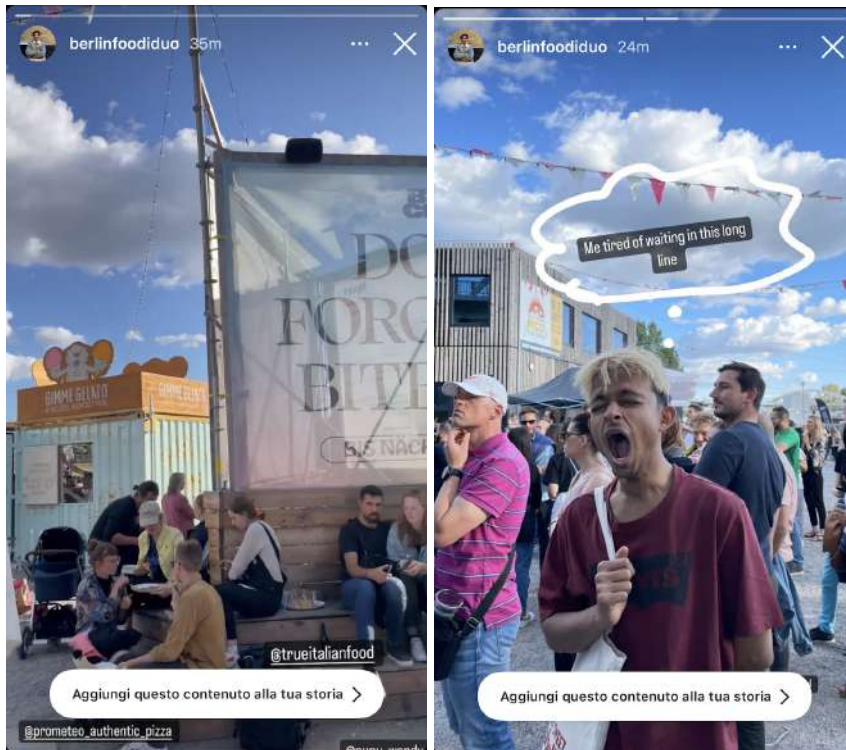 berlinfoodiduo 35m
GIMME GELATO
GIMME GELATO
DO
FORG
BITE
BIS NÄCH
@trueitalianfood
Aggiungi questo contenuto alla tua storia
@prometeo_authentic_pizza
berlinfoodiduo 24m
Me tired of waiting in this long
line
Aggiungi questo contenuto alla tua storia